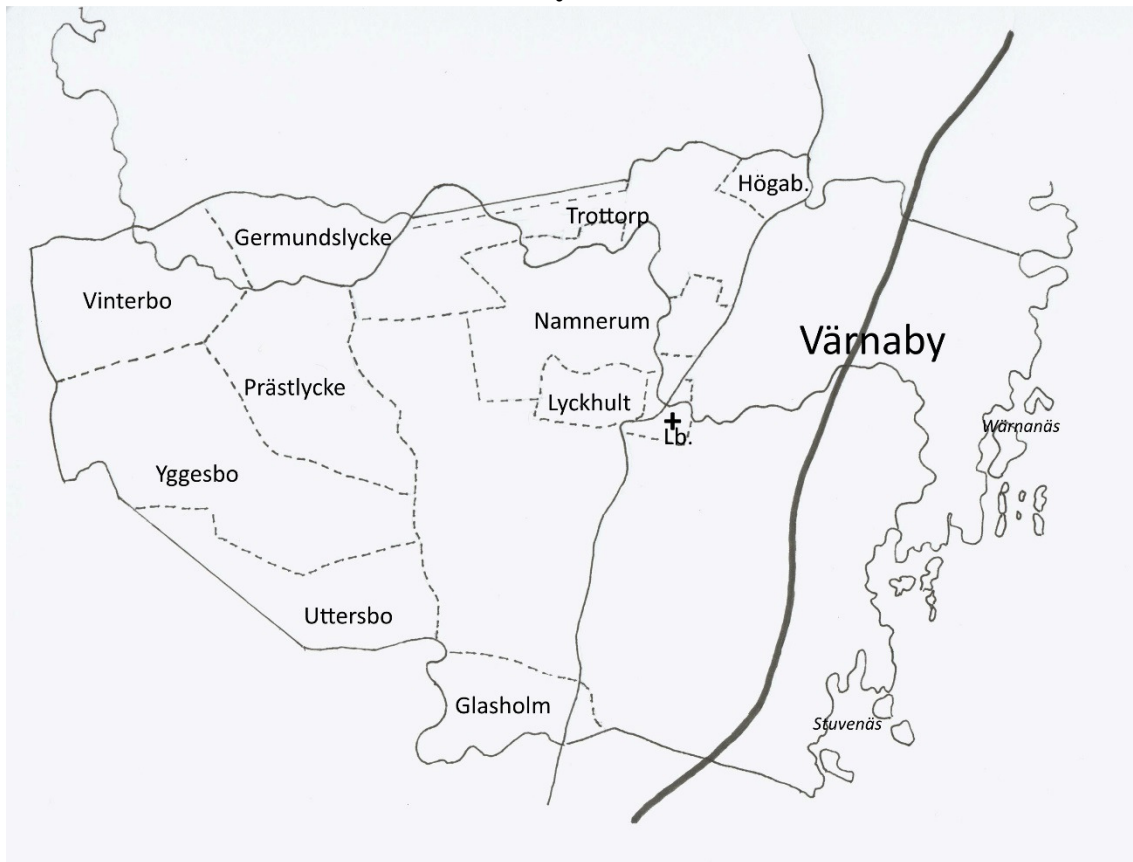 Högab.
Trottorp
Germundslycke
Vinterbo
Namnerum
Värnaby
Prästlycke
Lyckhult
Wärnanäs
Lb.
Yggesbo
Uttersbo
Glasholm
Stuvenäs